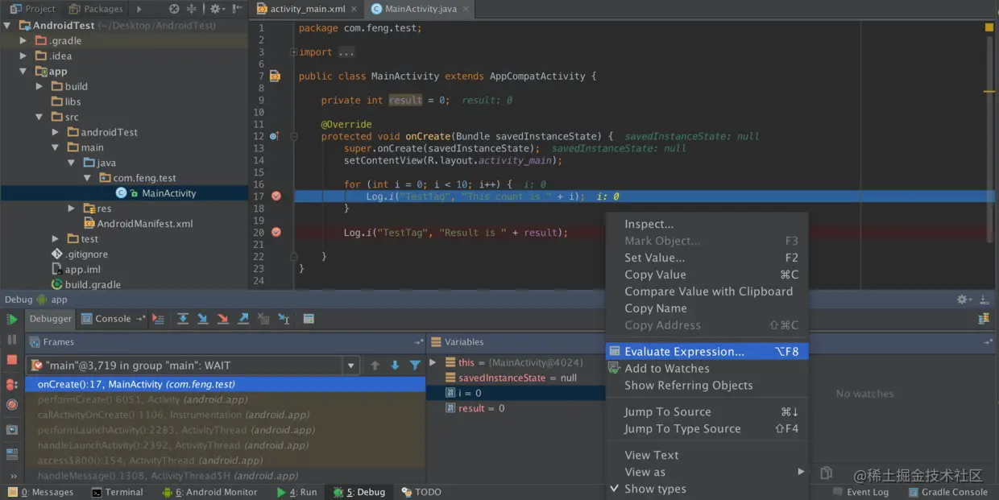 Project
Packages
activity_main.xml
MainActivity.java
AndroidTest (~/Desktop/AndroidTest)
.gradle
.idea
app
build
libs
src
androidTest
main
java
com.feng.test
MainActivity
res
AndroidManifest.xml
test
.gitignore
app.iml
build.gradle
1 package com.feng.test;
2
3 import ...
6
7 public class MainActivity extends AppCompatActivity {
8
9 private int result = 0; result: 0
10
11 @Override
12 protected void onCreate(Bundle savedInstanceState) { savedInstanceState: null
13 super.onCreate(savedInstanceState); savedInstanceState: null
14 setContentView(R.layout.activity_main);
15
16 for (int i = 0; i < 10; i++) { i: 0
17 Log.i("TestTag", "This count is " + i); i: 0
18 }
19
20 Log.i("TestTag", "Result is " + result);
21
22 }
23 }
24
Inspect...
Mark Object... F3
Set Value... F2
Copy Value ⌘C
Compare Value with Clipboard
Copy Name
Copy Address ⇧⌘C
Evaluate Expression... ⌥F8
Add to Watches
Show Referring Objects
Jump To Source ⌘↓
Jump To Type Source ⇧F4
View Text
View as
Show types
Debug app
Debugger Console
Frames
"main"@3,719 in group "main": WAIT
onCreate():17, MainActivity (com.feng.test)
performCreate():6051, Activity (android.app)
callActivityOnCreate():1106, Instrumentation (android.app)
performLaunchActivity():2283, ActivityThread (android.app)
handleLaunchActivity():2392, ActivityThread (android.app)
access$800():154, ActivityThread (android.app)
handleMessage():1308, ActivityThread$H (android.app)
Variables
this = {MainActivity@4024}
savedInstanceState = null
i = 0
result = 0
No watches
@稀土掘金技术社区
0: Messages Terminal 6: Android Monitor 4: Run 5: Debug TODO Event Log Gradle Console